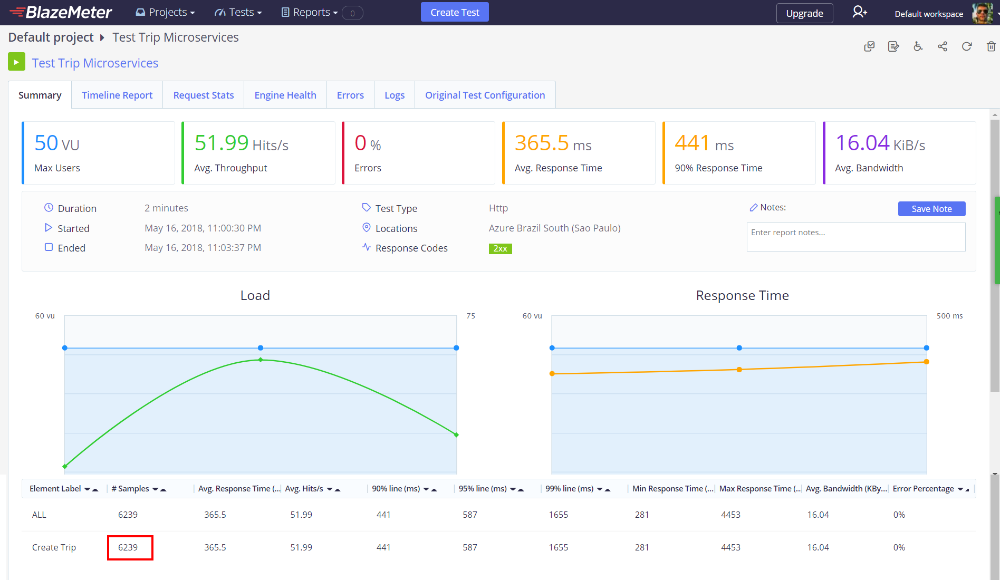 BlazeMeter Projects Tests Reports 0 Create Test Upgrade Default workspace
Default project Test Trip Microservices
Test Trip Microservices
Summary Timeline Report Request Stats Engine Health Errors Logs Original Test Configuration
50 VU 51.99 Hits/s 0 % 365.5 ms 441 ms 16.04 KiB/s
Max Users Avg. Throughput Errors Avg. Response Time 90% Response Time Avg. Bandwidth
Duration 2 minutes Test Type Http Notes: Save Note
Started May 16, 2018, 11:00:30 PM Locations Azure Brazil South (Sao Paulo) Enter report notes...
Ended May 16, 2018, 11:03:37 PM Response Codes 2xx
Load Response Time
60 vu 75 60 vu 500 ms
Element Label # Samples Avg. Response Time (... Avg. Hits/s 90% line (ms) 95% line (ms) 99% line (ms) Min Response Time (... Max Response Time (... Avg. Bandwidth (KBy... Error Percentage
ALL 6239 365.5 51.99 441 587 1655 281 4453 16.04 0%
Create Trip 6239 365.5 51.99 441 587 1655 281 4453 16.04 0%